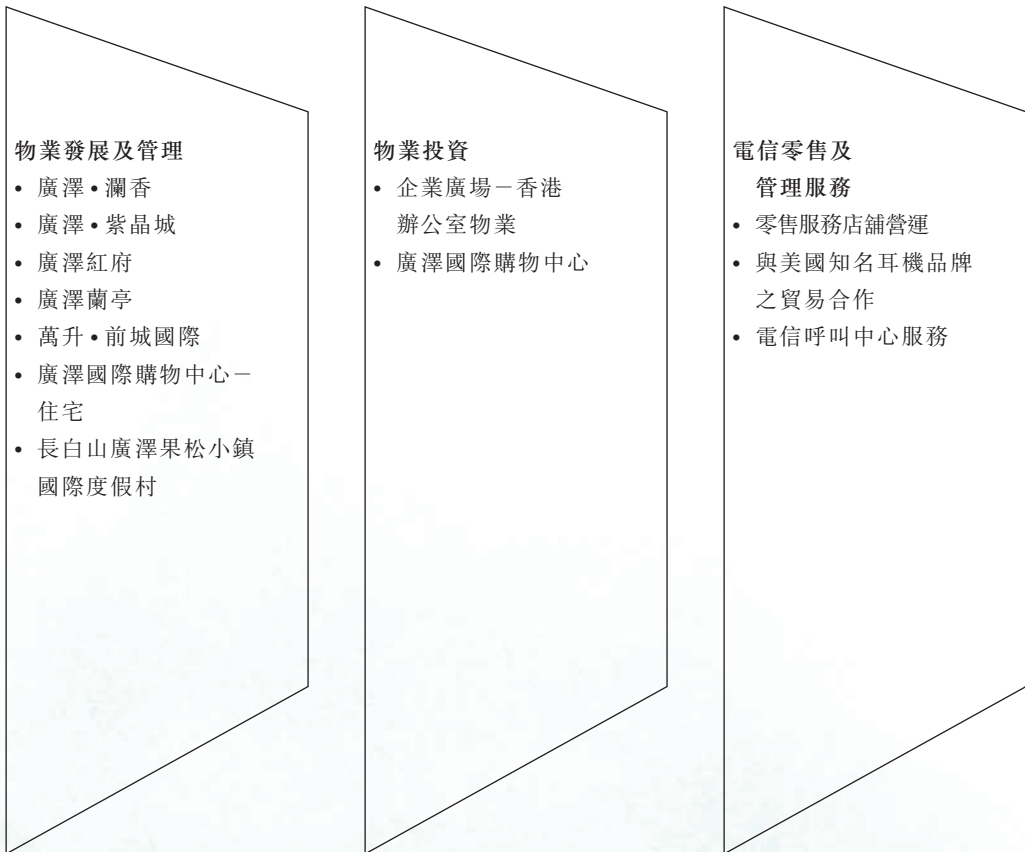 物業發展及管理
• 廣澤•瀾香
• 廣澤•紫晶城
• 廣澤紅府
• 廣澤蘭亭
• 萬升•前城國際
• 廣澤國際購物中心－
住宅
• 長白山廣澤果松小鎮
國際度假村
物業投資
• 企業廣場－香港
辦公室物業
• 廣澤國際購物中心
電信零售及
管理服務
• 零售服務店舖營運
• 與美國知名耳機品牌
之貿易合作
• 電信呼叫中心服務